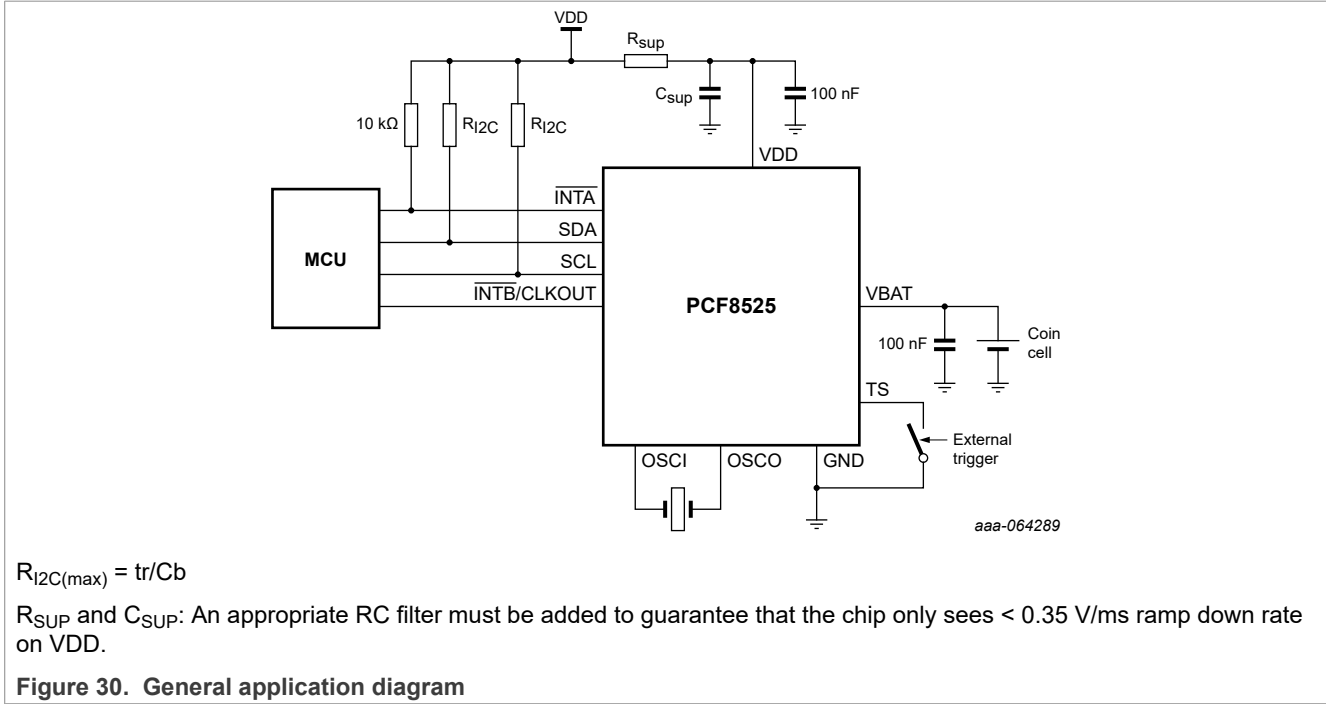 VDD
Rsup
Csup
100 nF
10 kΩ
RI2C
RI2C
VDD
INTA
SDA
SCL
INTB/CLKOUT
MCU
PCF8525
VBAT
100 nF
Coin
cell
TS
External
trigger
OSCI
OSCO
GND
aaa-064289
RI2C(max) = tr/Cb
RSUP and CSUP: An appropriate RC filter must be added to guarantee that the chip only sees < 0.35 V/ms ramp down rate
on VDD.
Figure 30. General application diagram